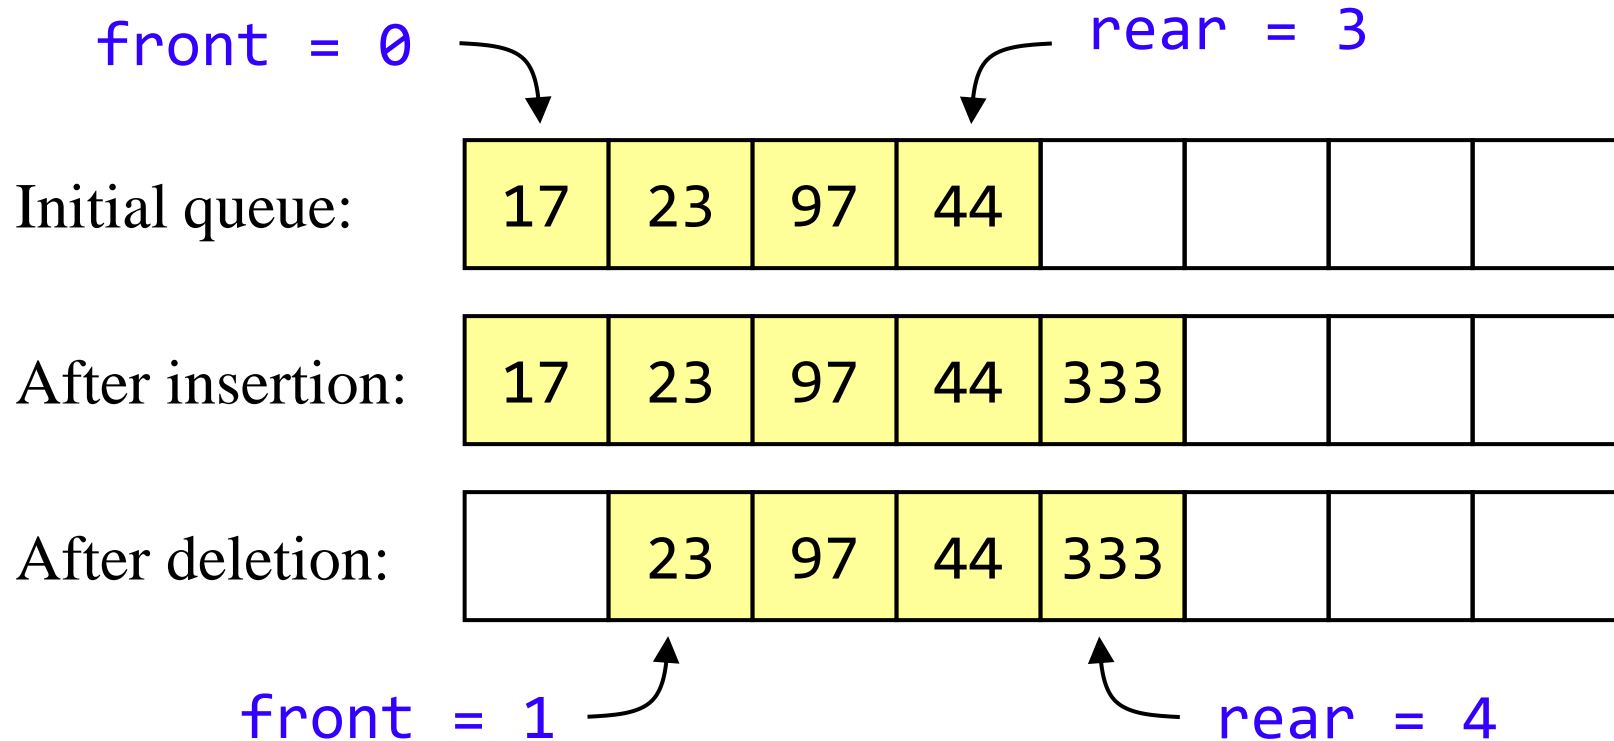 front = 0
rear = 3
Initial queue: 17 23 97 44
After insertion: 17 23 97 44 333
After deletion: 23 97 44 333
front = 1
rear = 4